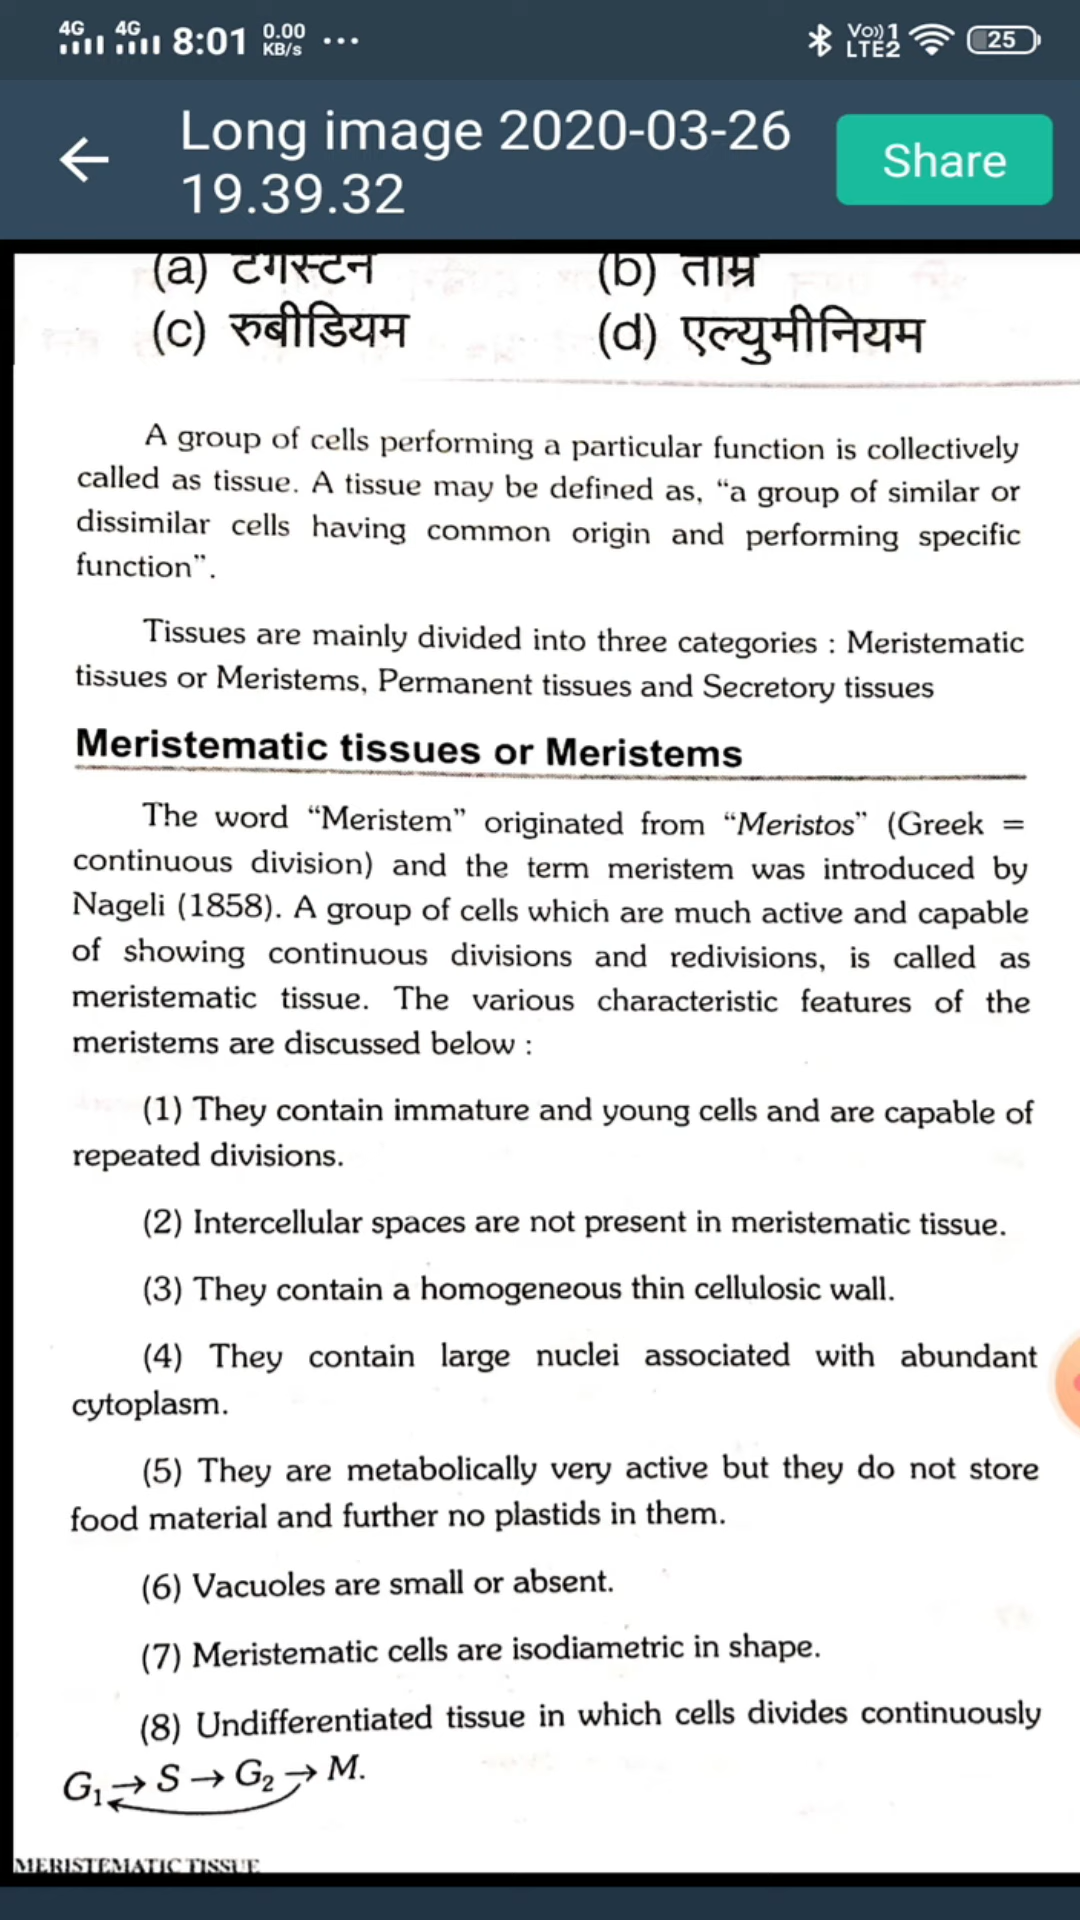 4G 4G 8:01 0.00 KB/s ... Vo)) 1 LTE2 25
Long image 2020-03-26 19.39.32
Share
(a) टंगस्टन (b) ताम्र
(c) रुबीडियम (d) एल्युमीनियम
A group of cells performing a particular function is collectively
called as tissue. A tissue may be defined as, “a group of similar or
dissimilar cells having common origin and performing specific
function”.
Tissues are mainly divided into three categories : Meristematic
tissues or Meristems, Permanent tissues and Secretory tissues
Meristematic tissues or Meristems
The word “Meristem” originated from “Meristos” (Greek =
continuous division) and the term meristem was introduced by
Nageli (1858). A group of cells which are much active and capable
of showing continuous divisions and redivisions, is called as
meristematic tissue. The various characteristic features of the
meristems are discussed below :
(1) They contain immature and young cells and are capable of
repeated divisions.
(2) Intercellular spaces are not present in meristematic tissue.
(3) They contain a homogeneous thin cellulosic wall.
(4) They contain large nuclei associated with abundant
cytoplasm.
(5) They are metabolically very active but they do not store
food material and further no plastids in them.
(6) Vacuoles are small or absent.
(7) Meristematic cells are isodiametric in shape.
(8) Undifferentiated tissue in which cells divides continuously
G₁ → S → G₂ → M.
MERISTEMATIC TISSUE